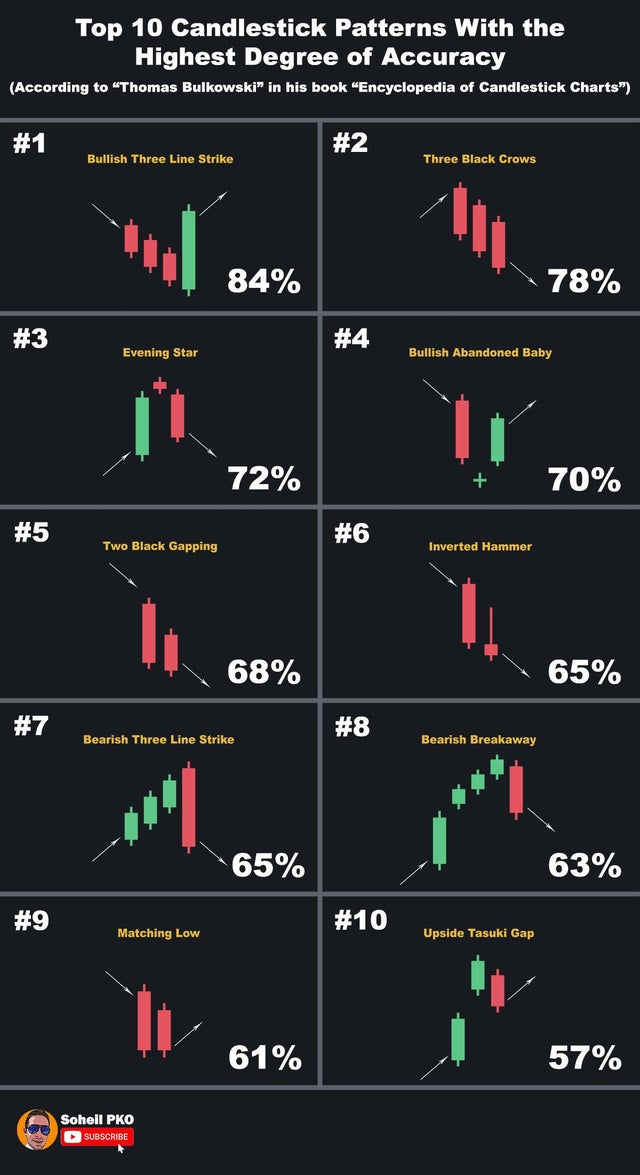 Top 10 Candlestick Patterns With the
Highest Degree of Accuracy
(According to “Thomas Bulkowski” in his book “Encyclopedia of Candlestick Charts”)
#1
Bullish Three Line Strike
84%
#2
Three Black Crows
78%
#3
Evening Star
72%
#4
Bullish Abandoned Baby
70%
#5
Two Black Gapping
68%
#6
Inverted Hammer
65%
#7
Bearish Three Line Strike
65%
#8
Bearish Breakaway
63%
#9
Matching Low
61%
#10
Upside Tasuki Gap
57%
Soheil PKO
SUBSCRIBE